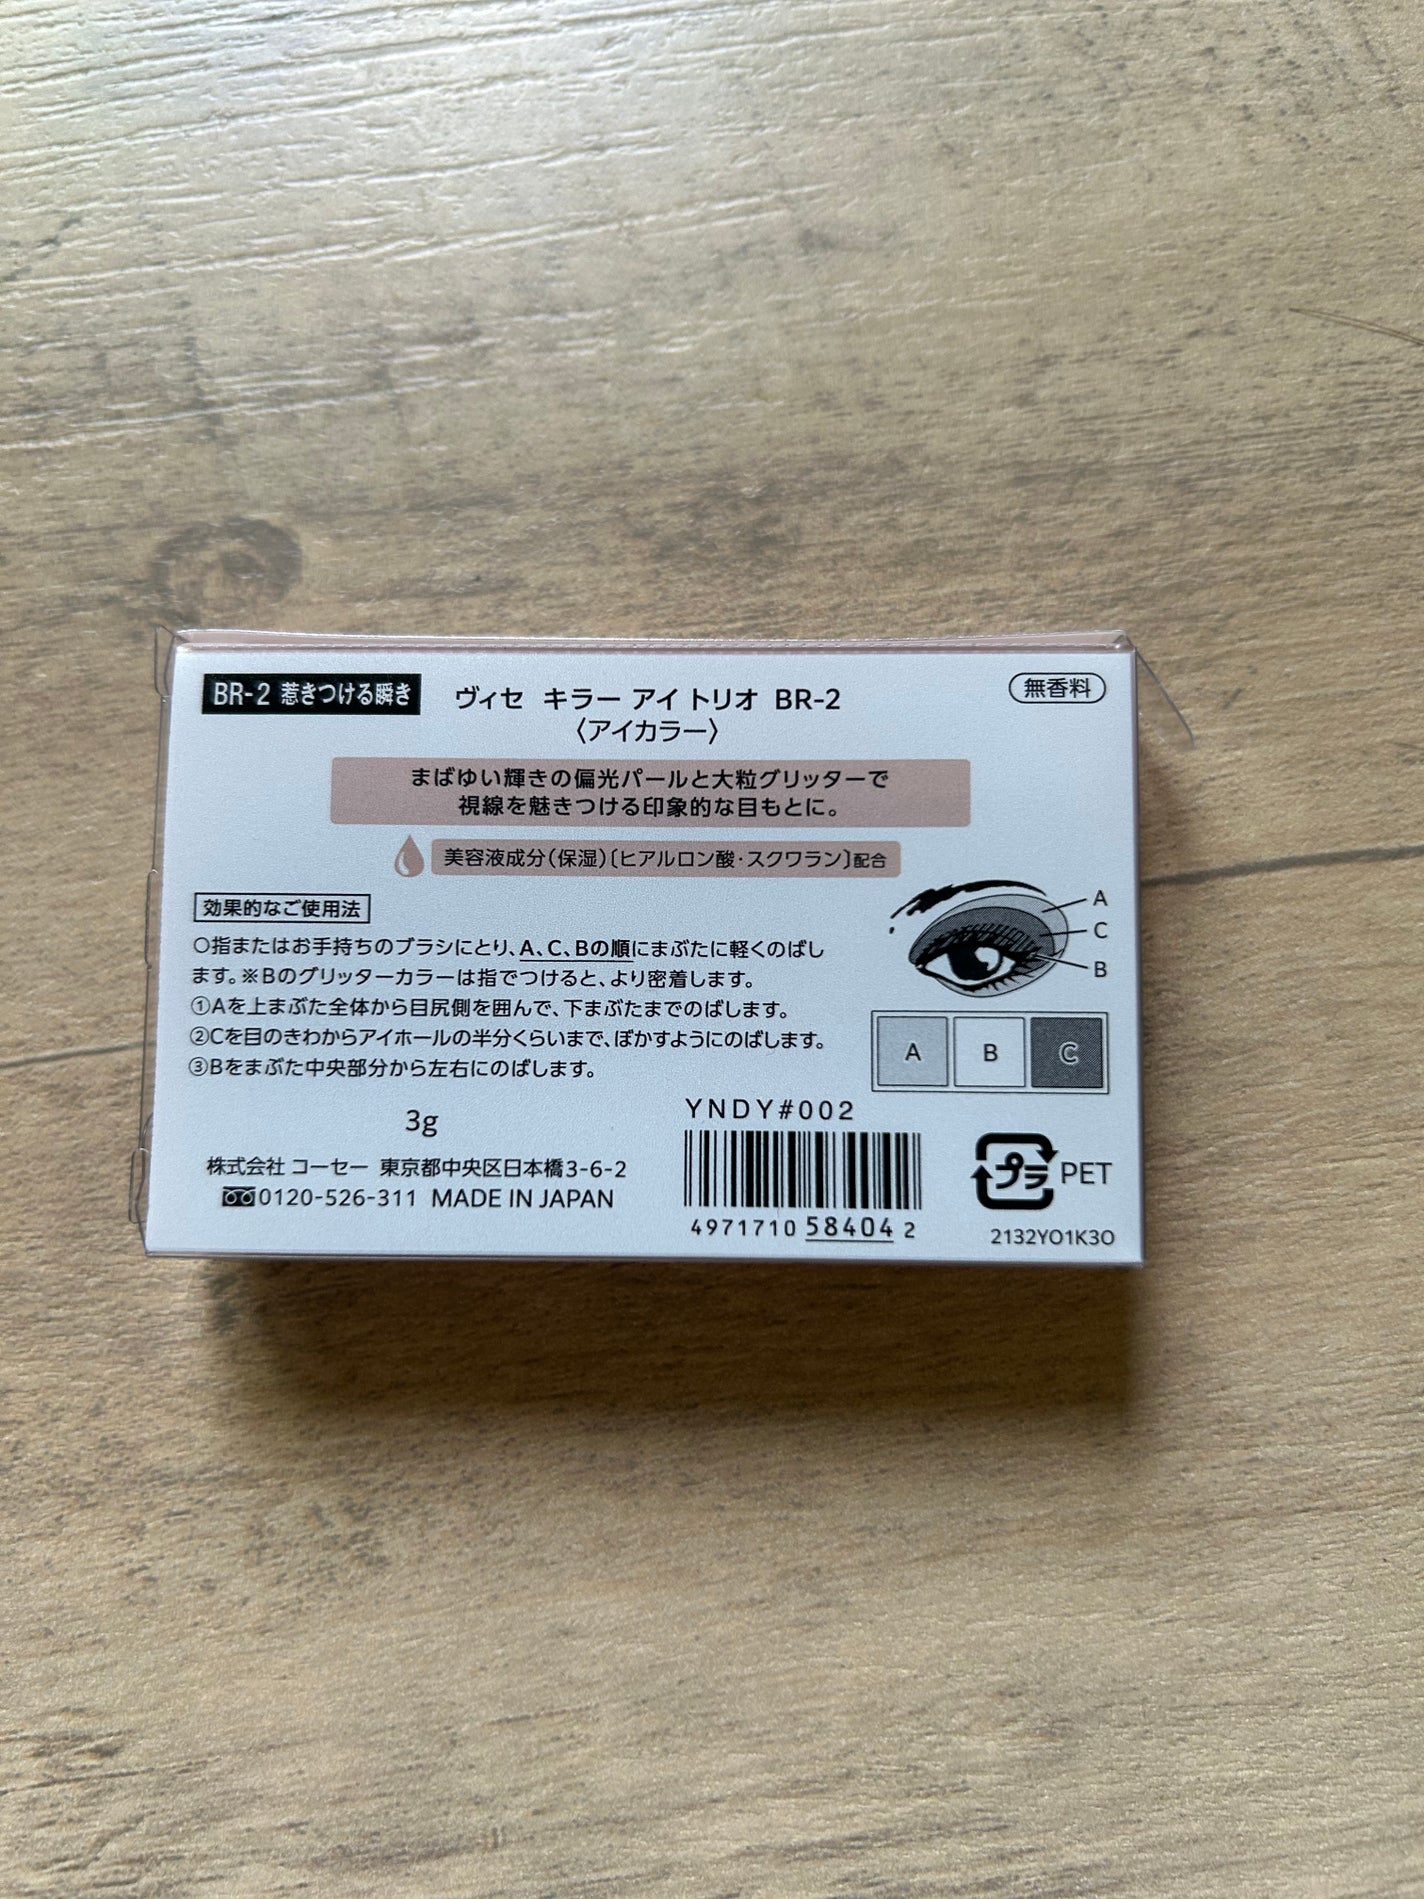 BR-2 惹きつける瞬き
ヴィセ キラー アイ トリオ BR-2
〈アイカラー〉
無香料
まばゆい輝きの偏光パールと大粒グリッターで
視線を魅きつける印象的な目もとに。
美容液成分(保湿)〔ヒアルロン酸・スクワラン〕配合
効果的なご使用法
○指またはお手持ちのブラシにとり、A、C、Bの順にまぶたに軽くのばし
ます。※Bのグリッターカラーは指でつけると、より密着します。
①Aを上まぶた全体から目尻側を囲んで、下まぶたまでのばします。
②Cを目のきわからアイホールの半分くらいまで、ぼかすようにのばします。
③Bをまぶた中央部分から左右にのばします。
A
C
B
A B C
3g
株式会社 コーセー 東京都中央区日本橋3-6-2
0120-526-311 MADE IN JAPAN
YNDY#002
4971710 58404 2
プラ PET
2132YO1K3O